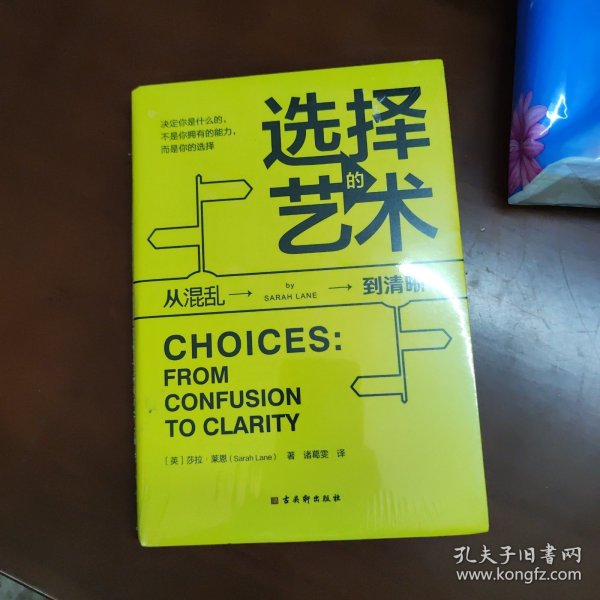 决定你是什么的，
不是你拥有的能力，
而是你的选择
选择
的
艺术
从混乱
by
SARAH LANE
到清晰
CHOICES:
FROM
CONFUSION
TO CLARITY
［英］莎拉·莱恩（Sarah Lane） 著 诸葛雯 译
古吴轩出版社
孔夫子旧书网
www.kongfz.com